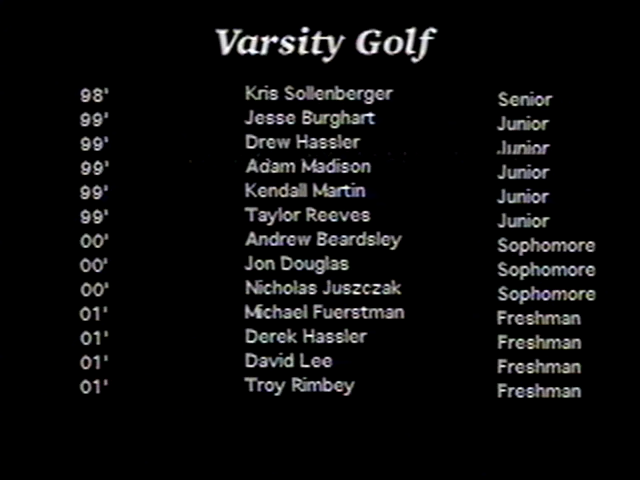 Varsity Golf
98' Kris Sollenberger Senior
99' Jesse Burghart Junior
99' Drew Hassler Junior
99' Adam Madison Junior
99' Kendall Martin Junior
99' Taylor Reeves Junior
00' Andrew Beardsley Sophomore
00' Jon Douglas Sophomore
00' Nicholas Juszczak Sophomore
01' Michael Fuerstman Freshman
01' Derek Hassler Freshman
01' David Lee Freshman
01' Troy Rimbey Freshman